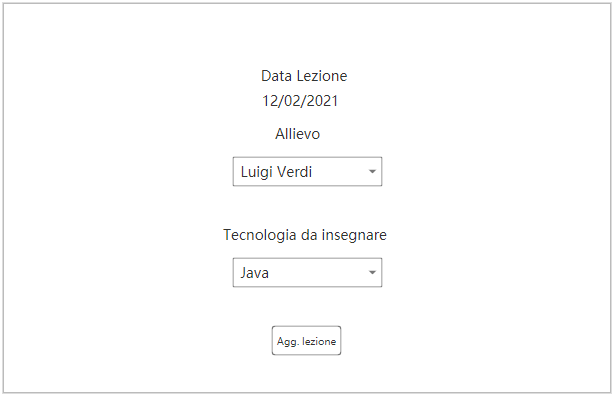 Data Lezione
12/02/2021
Allievo
Luigi Verdi
Tecnologia da insegnare
Java
Agg. lezione